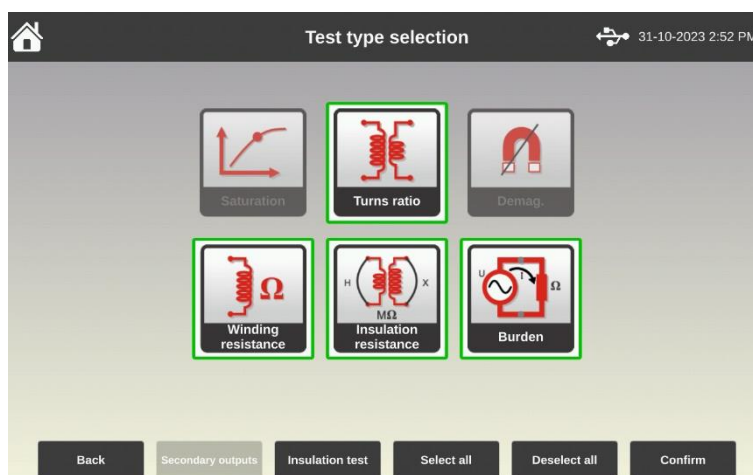 Test type selection
31-10-2023 2:52 PM
Saturation
Turns ratio
Demag.
Ω
Winding
resistance
H
X
MΩ
Insulation
resistance
U
I
Ω
Burden
Back
Secondary outputs
Insulation test
Select all
Deselect all
Confirm